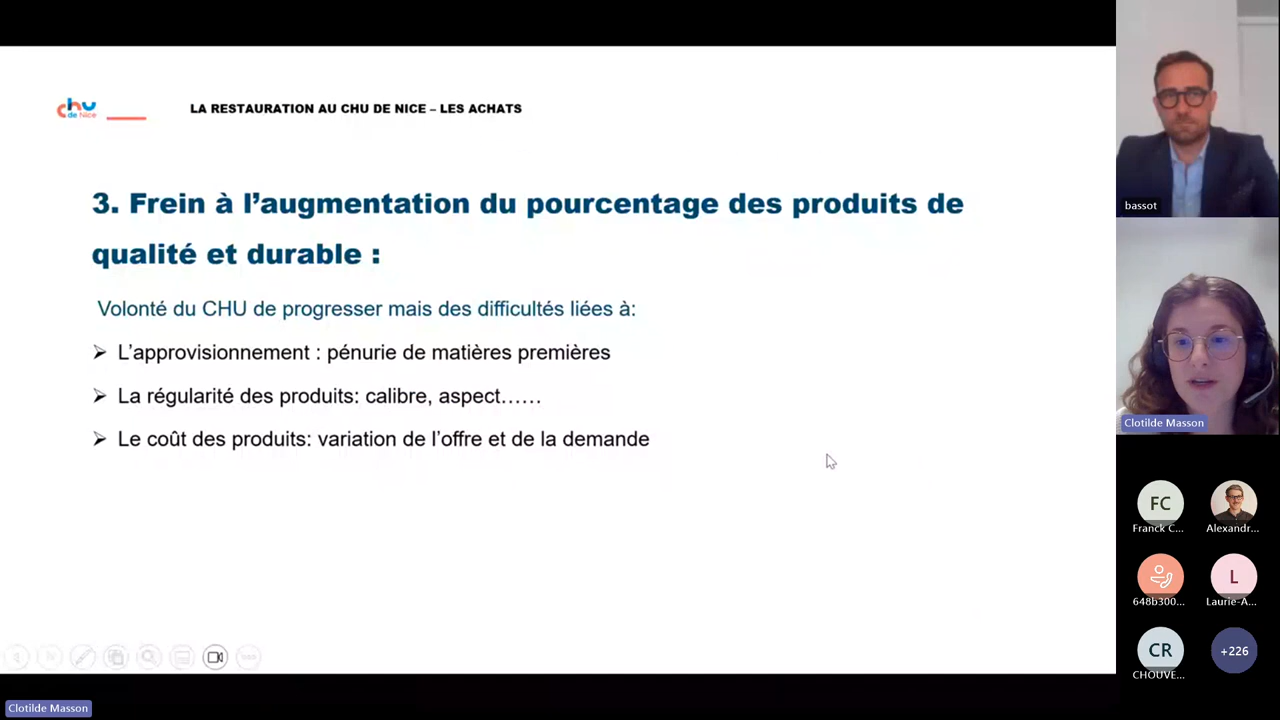 chu
de Nice
LA RESTAURATION AU CHU DE NICE – LES ACHATS
3. Frein à l’augmentation du pourcentage des produits de
qualité et durable :
Volonté du CHU de progresser mais des difficultés liées à:
L’approvisionnement : pénurie de matières premières
La régularité des produits: calibre, aspect……
Le coût des produits: variation de l’offre et de la demande
bassot
Clotilde Masson
FC
Franck C...
Alexandr...
648b300...
L
Laurie-A...
CR
CHOUVE...
+226
Clotilde Masson